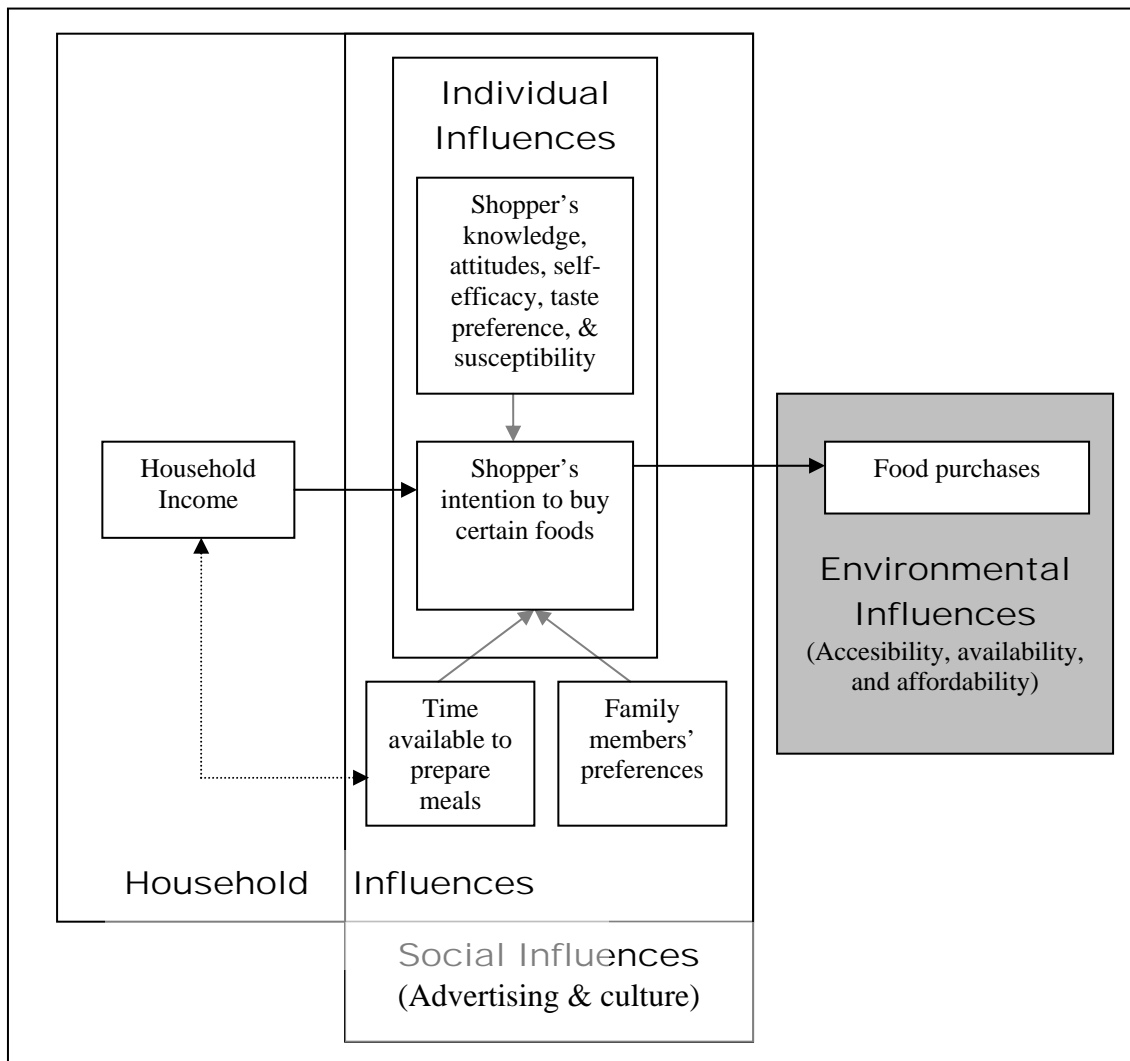 Individual
Influences
Shopper's
knowledge,
attitudes, self-
efficacy, taste
preference, &
susceptibility
Household
Income
Shopper's
intention to buy
certain foods
Food purchases
Environmental
Influences
(Accesibility, availability,
and affordability)
Time
available to
prepare
meals
Family
members'
preferences
Household Influences
Social Influences
(Advertising & culture)